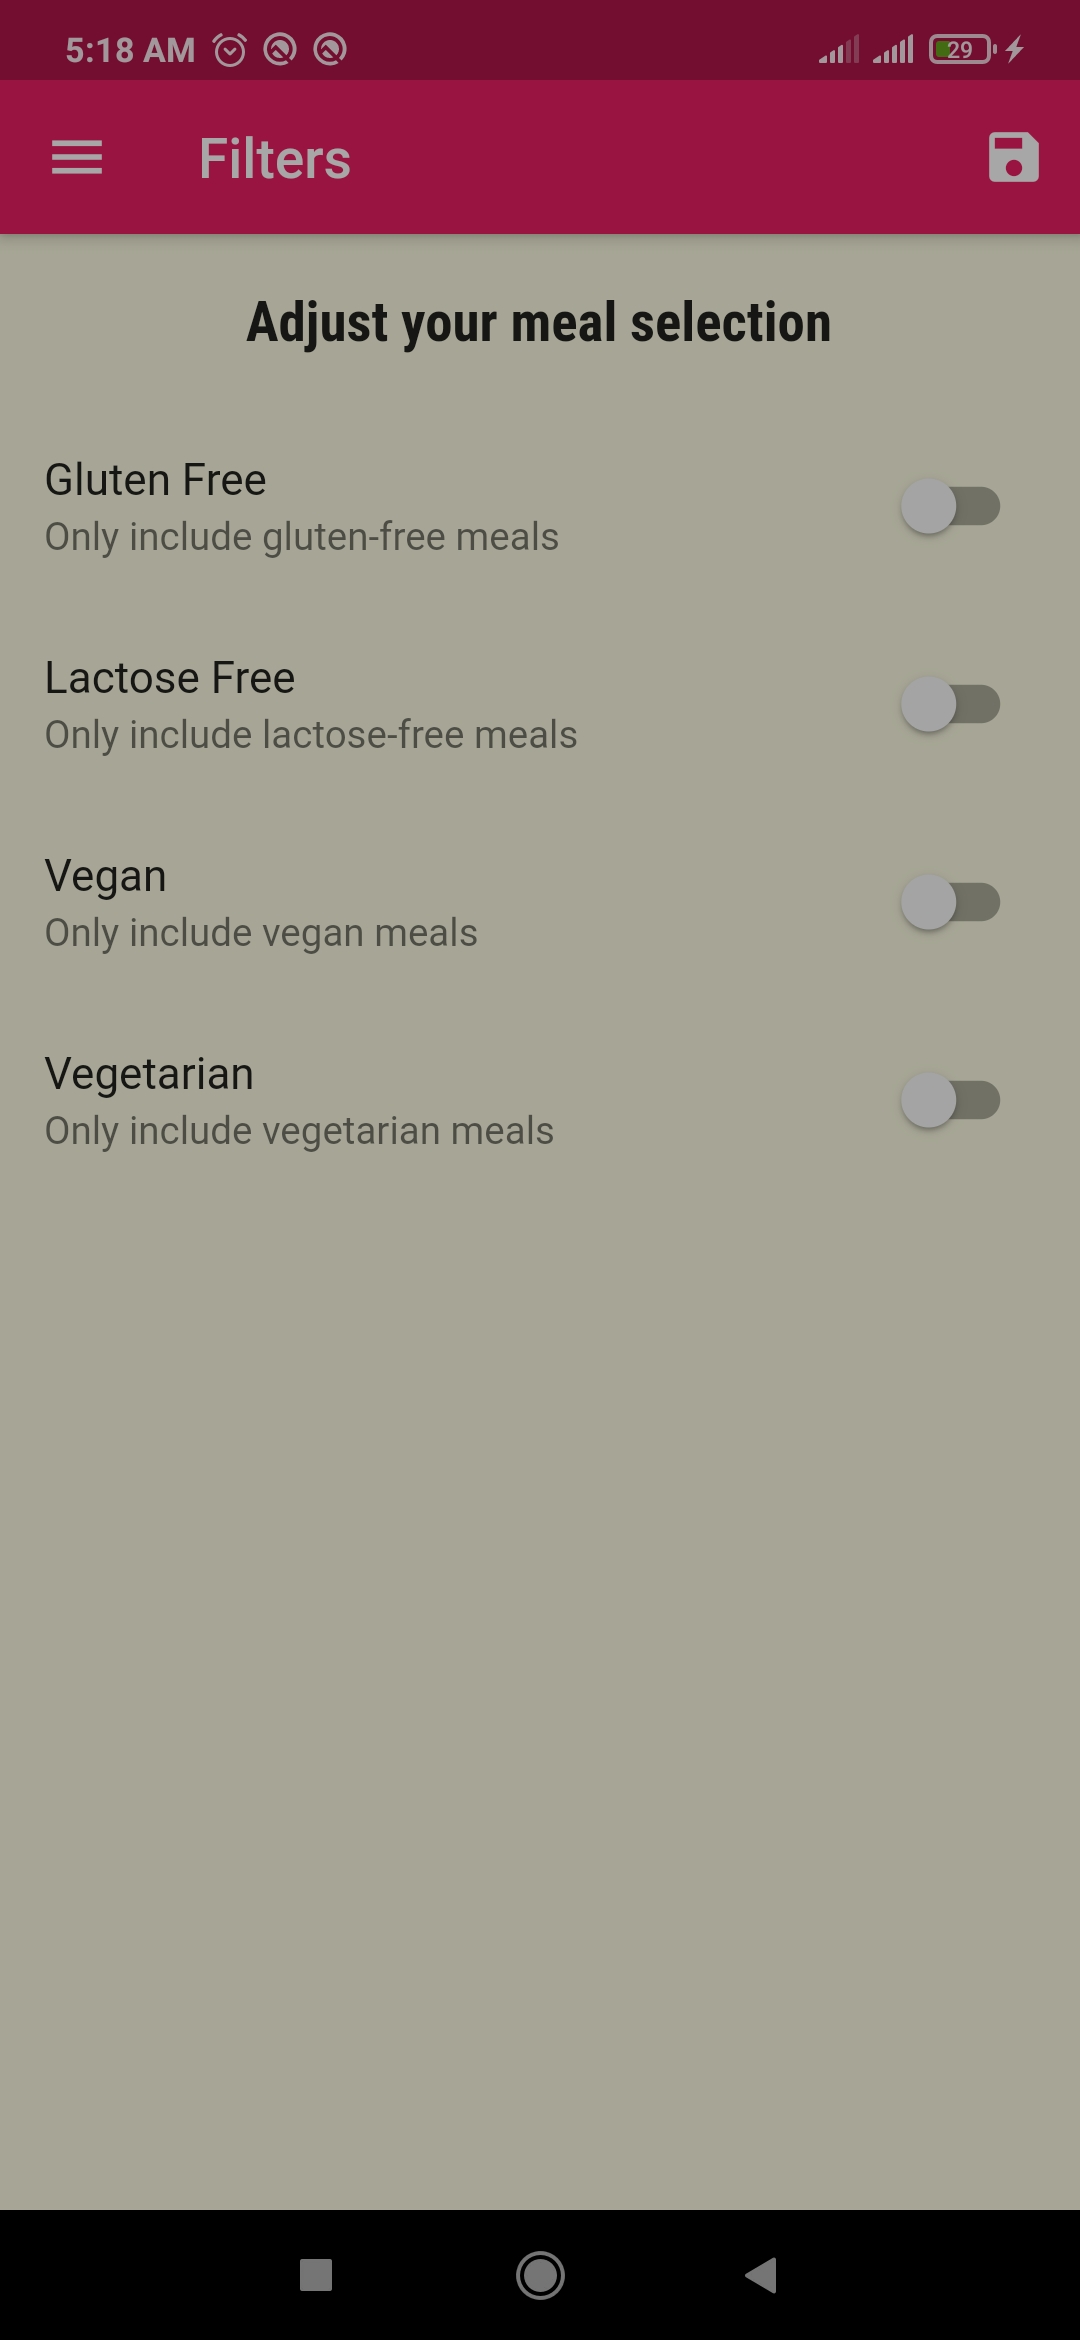 5:18 AM
29
Filters
Adjust your meal selection
Gluten Free
Only include gluten-free meals
Lactose Free
Only include lactose-free meals
Vegan
Only include vegan meals
Vegetarian
Only include vegetarian meals